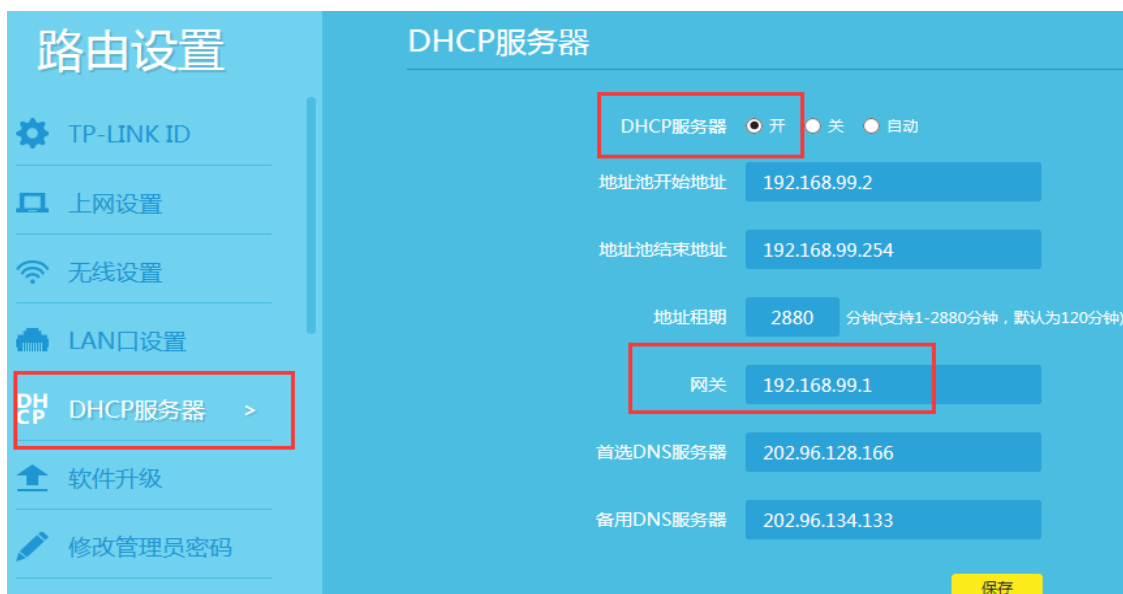 路由设置
TP-LINK ID
上网设置
无线设置
LAN口设置
DHCP服务器 >
软件升级
修改管理员密码
DHCP服务器
DHCP服务器 开 关 自动
地址池开始地址 192.168.99.2
地址池结束地址 192.168.99.254
地址租期 2880 分钟(支持1-2880分钟，默认为120分钟)
网关 192.168.99.1
首选DNS服务器 202.96.128.166
备用DNS服务器 202.96.134.133
保存